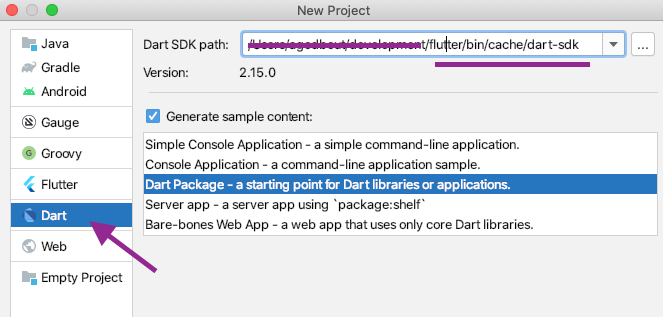 New Project
Java
Gradle
Android
Gauge
G Groovy
Flutter
Dart
Web
Empty Project
Dart SDK path: /flutter/bin/cache/dart-sdk ...
Version: 2.15.0
Generate sample content:
Simple Console Application - a simple command-line application.
Console Application - a command-line application sample.
Dart Package - a starting point for Dart libraries or applications.
Server app - a server app using `package:shelf`
Bare-bones Web App - a web app that uses only core Dart libraries.